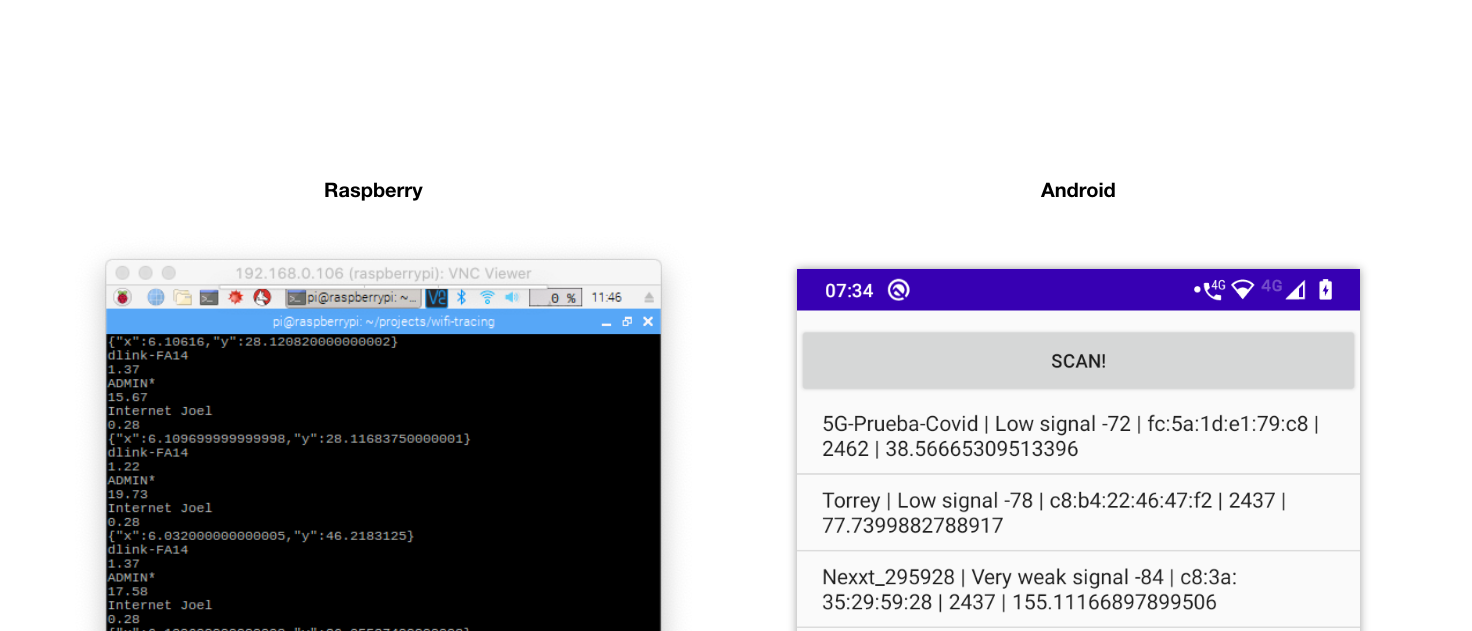 Raspberry
Android
192.168.0.106 (raspberrypi): VNC Viewer
pi@raspberrypi: ~... 0 % 11:46
pi@raspberrypi: ~/projects/wifi-tracing
{"x":6.10616,"y":28.120820000000002}
dlink-FA14
1.37
ADMIN*
15.67
Internet Joel
0.28
{"x":6.109699999999998,"y":28.11683750000001}
dlink-FA14
1.22
ADMIN*
19.73
Internet Joel
0.28
{"x":6.032000000000005,"y":46.2183125}
dlink-FA14
1.37
ADMIN*
17.58
Internet Joel
0.28
07:34 4G 4G
SCAN!
5G-Prueba-Covid | Low signal -72 | fc:5a:1d:e1:79:c8 |
2462 | 38.56665309513396
Torrey | Low signal -78 | c8:b4:22:46:47:f2 | 2437 |
77.7399882788917
Nexxt_295928 | Very weak signal -84 | c8:3a:
35:29:59:28 | 2437 | 155.11166897899506